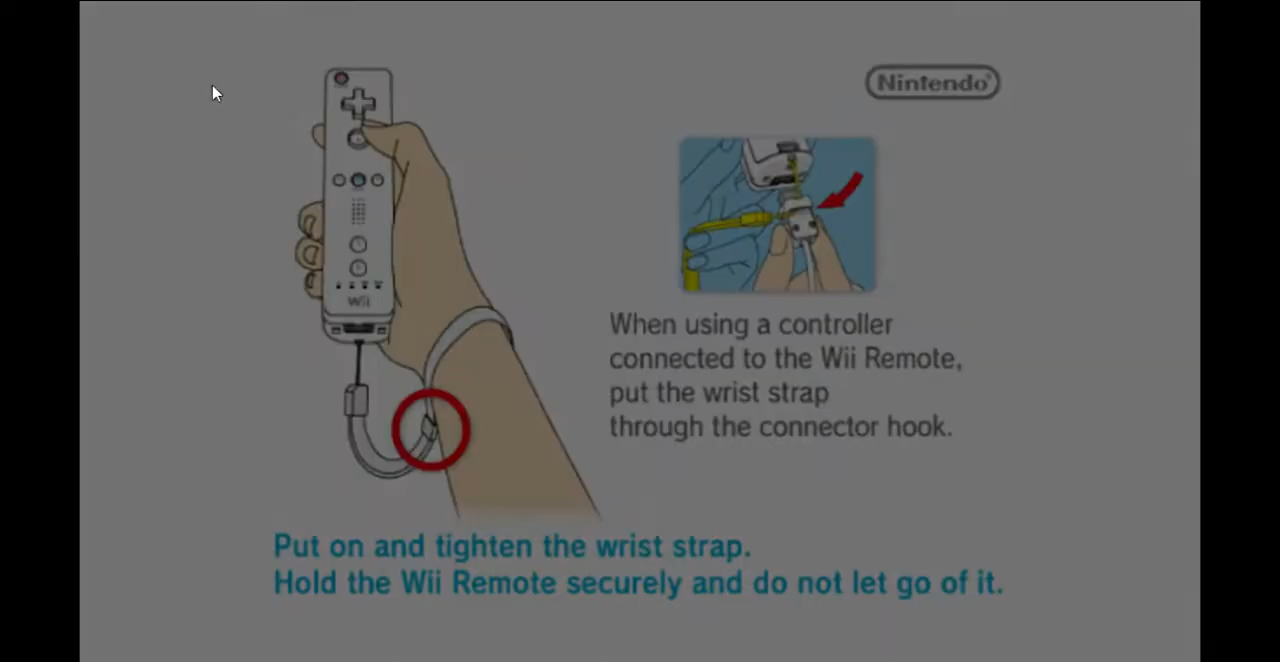 Nintendo®
Wii
When using a controller
connected to the Wii Remote,
put the wrist strap
through the connector hook.
Put on and tighten the wrist strap.
Hold the Wii Remote securely and do not let go of it.